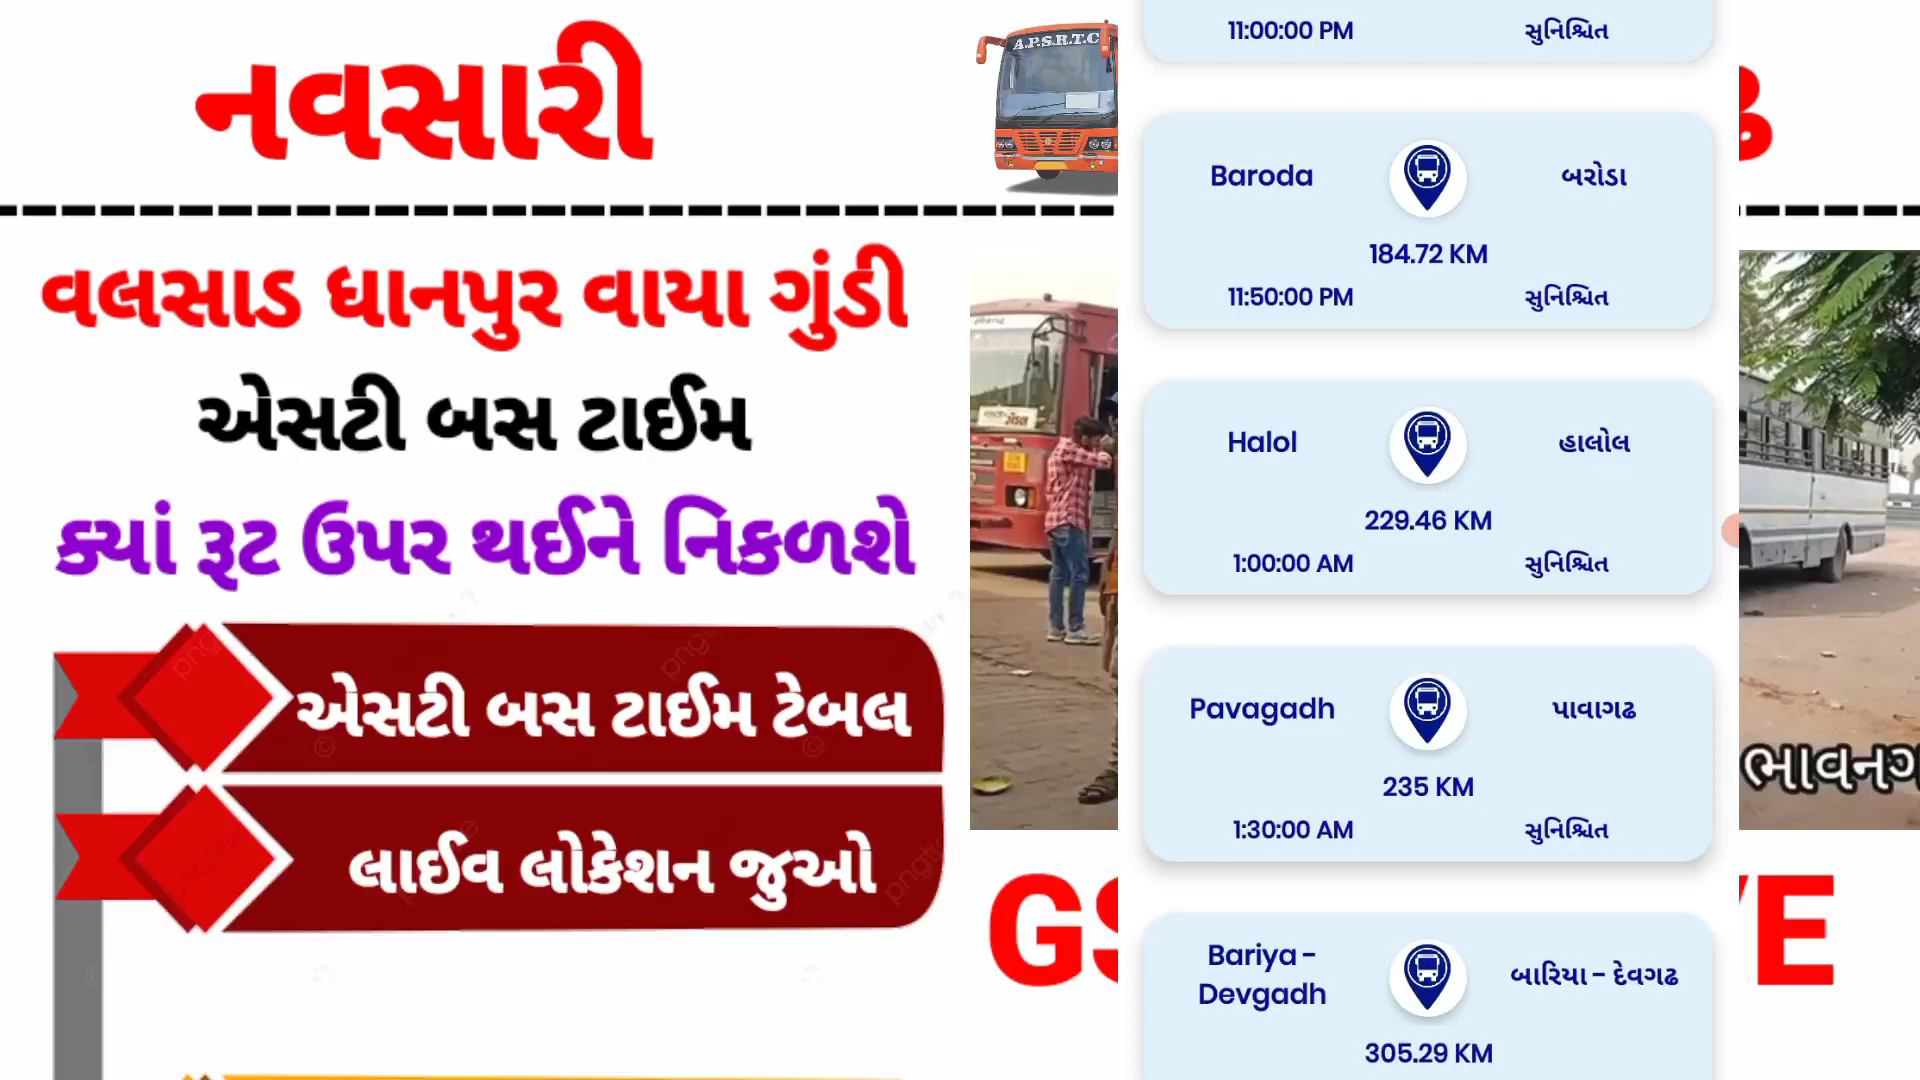 નવસારી
A.P.S.R.T.C
વલસાડ ધાનપુર વાયા ગુંડી
એસટી બસ ટાઈમ
ક્યાં રૂટ ઉપર થઈને નિકળશે
એસટી બસ ટાઈમ ટેબલ
લાઈવ લોકેશન જુઓ
11:00:00 PM સુનિશ્ચિત
Baroda બરોડા
184.72 KM
11:50:00 PM સુનિશ્ચિત
Halol હાલોલ
229.46 KM
1:00:00 AM સુનિશ્ચિત
Pavagadh પાવાગઢ
235 KM
1:30:00 AM સુનિશ્ચિત
Bariya -
Devgadh બારિયા - દેવગઢ
305.29 KM
ભાવનગ